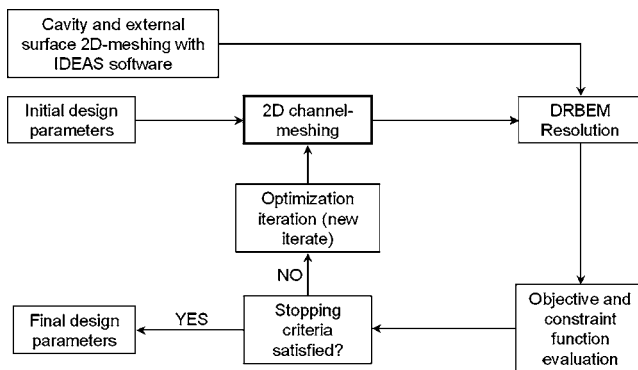 Cavity and external
surface 2D-meshing with
IDEAS software
Initial design
parameters
2D channel-
meshing
DRBEM
Resolution
Optimization
iteration (new
iterate)
NO
Final design
parameters
YES
Stopping
criteria
satisfied?
Objective and
constraint
function
evaluation